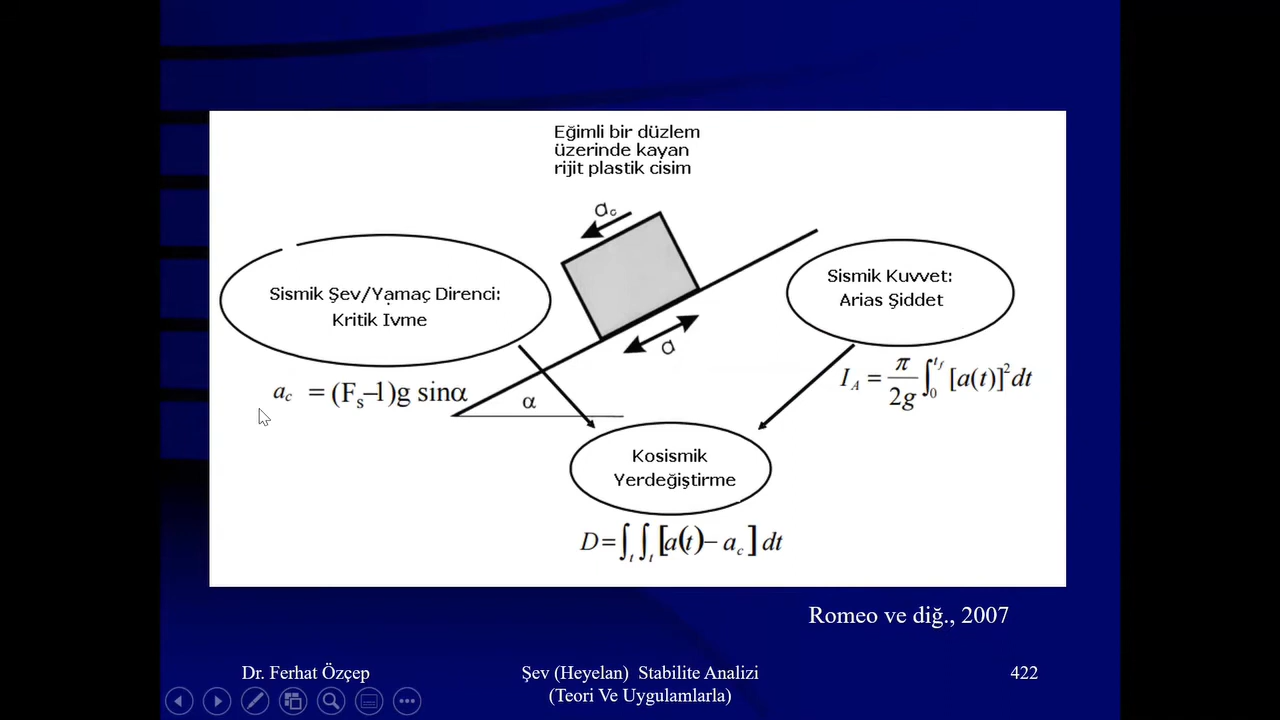 Eğimli bir düzlem
üzerinde kayan
rijit plastik cisim
a_c
Sismik Şev/Yamaç Direnci:
Kritik Ivme
a_c = (F_s–1)g sinα
α
a
Sismik Kuvvet:
Arias Şiddet
I_A = π/2g ∫_0^{t_f} [a(t)]^2 dt
Kosismik
Yerdeğiştirme
D=∫_t ∫_t [a(t)– a_c] dt
Romeo ve diğ., 2007
Dr. Ferhat Özçep
Şev (Heyelan) Stabilite Analizi
(Teori Ve Uygulamlarla)
422